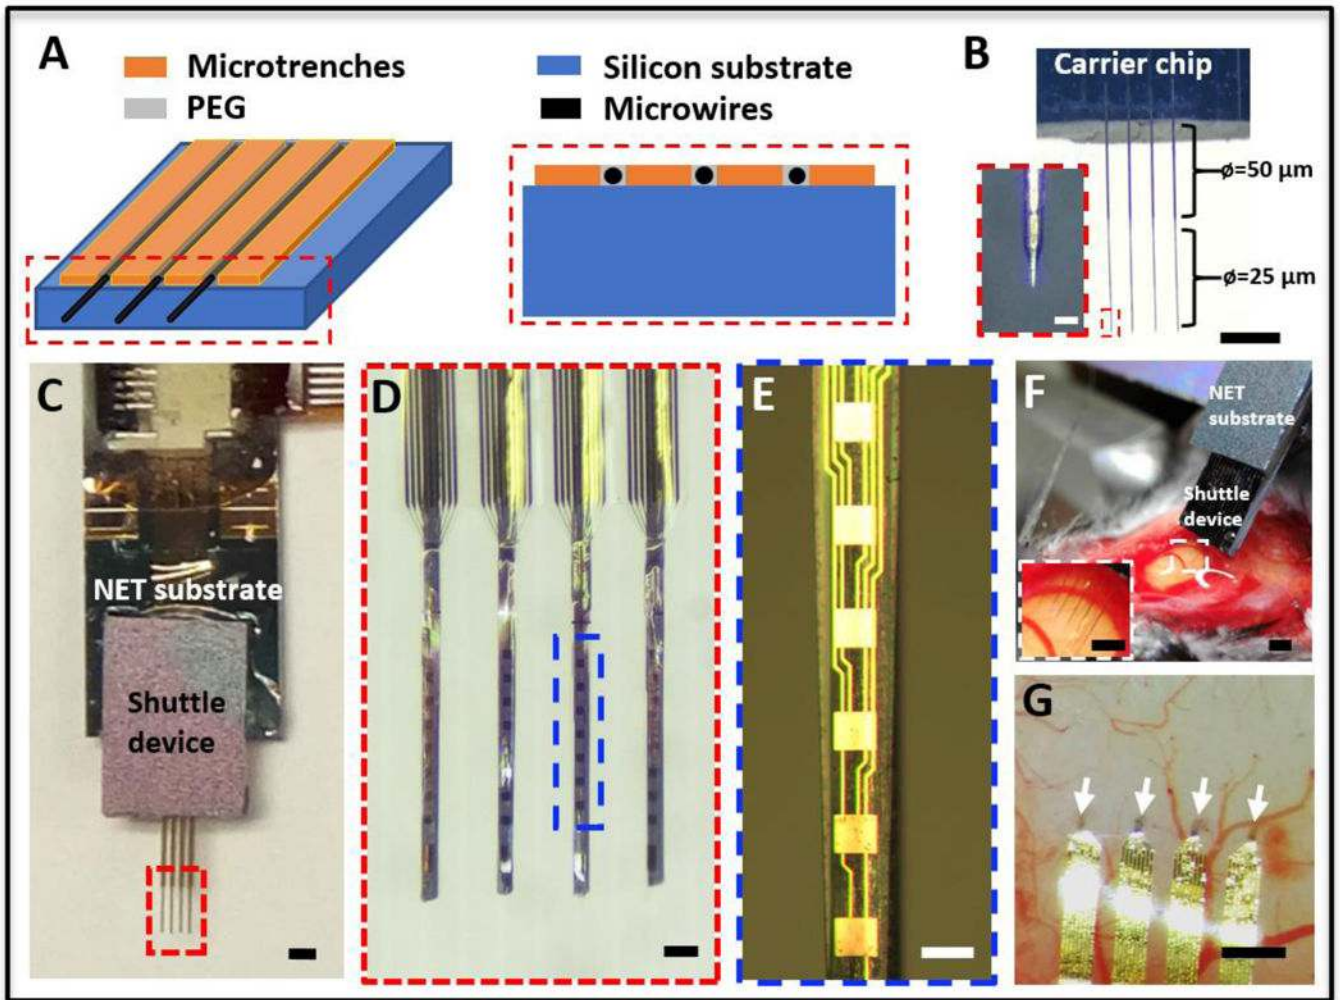 A
Microtrenches
PEG
Silicon substrate
Microwires
B
Carrier chip
ø=50 µm
ø=25 µm
C
NET substrate
Shuttle
device
D
E
F
NET
substrate
Shuttle
device
G